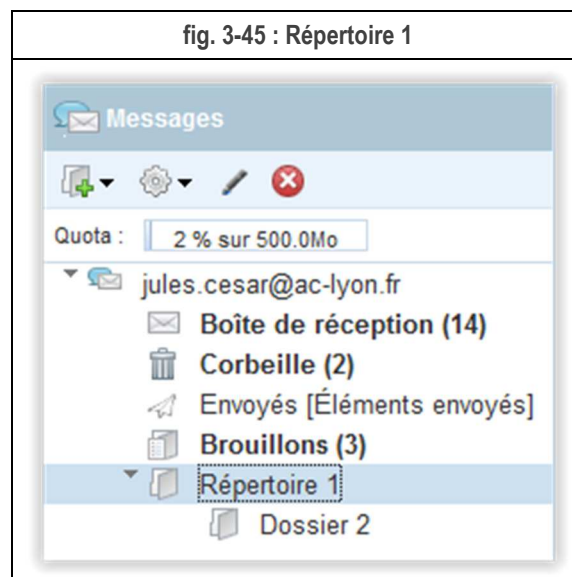 fig. 3-45 : Répertoire 1
Messages
Quota : 2 % sur 500.0Mo
jules.cesar@ac-lyon.fr
Boîte de réception (14)
Corbeille (2)
Envoyés [Éléments envoyés]
Brouillons (3)
Répertoire 1
Dossier 2